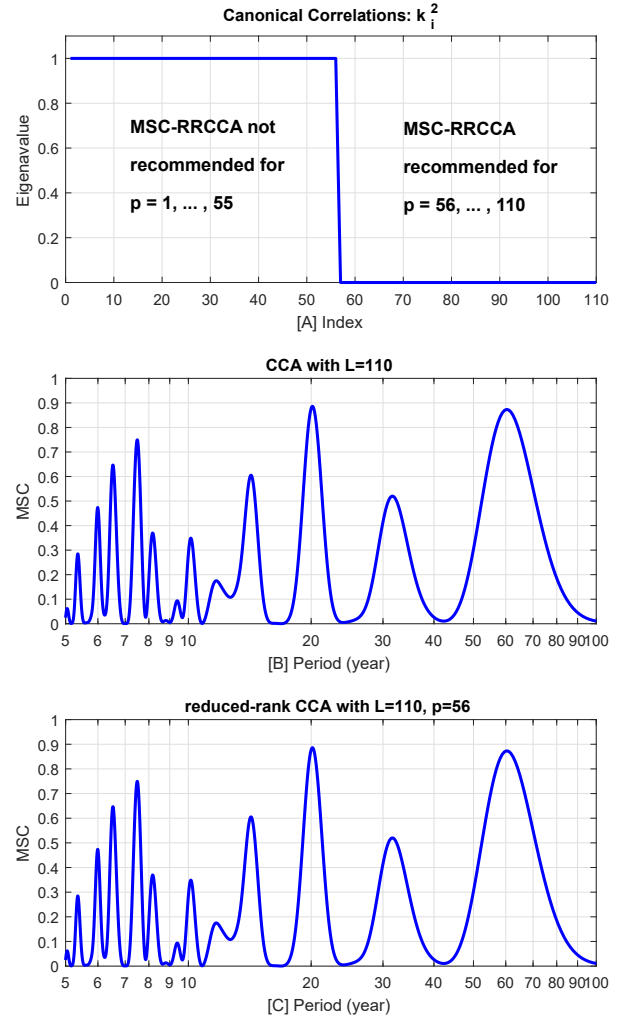 Canonical Correlations: k_i^2
1
0.8
0.6
0.4
0.2
0
Eigenavalue
MSC-RRCCA not
recommended for
p = 1, ... , 55
MSC-RRCCA
recommended for
p = 56, ... , 110
0 10 20 30 40 50 60 70 80 90 100 110
[A] Index
CCA with L=110
1
0.9
0.8
0.7
0.6
0.5
0.4
0.3
0.2
0.1
0
MSC
5 6 7 8 9 10 20 30 40 50 60 70 80 90 100
[B] Period (year)
reduced-rank CCA with L=110, p=56
1
0.9
0.8
0.7
0.6
0.5
0.4
0.3
0.2
0.1
0
MSC
5 6 7 8 9 10 20 30 40 50 60 70 80 90 100
[C] Period (year)